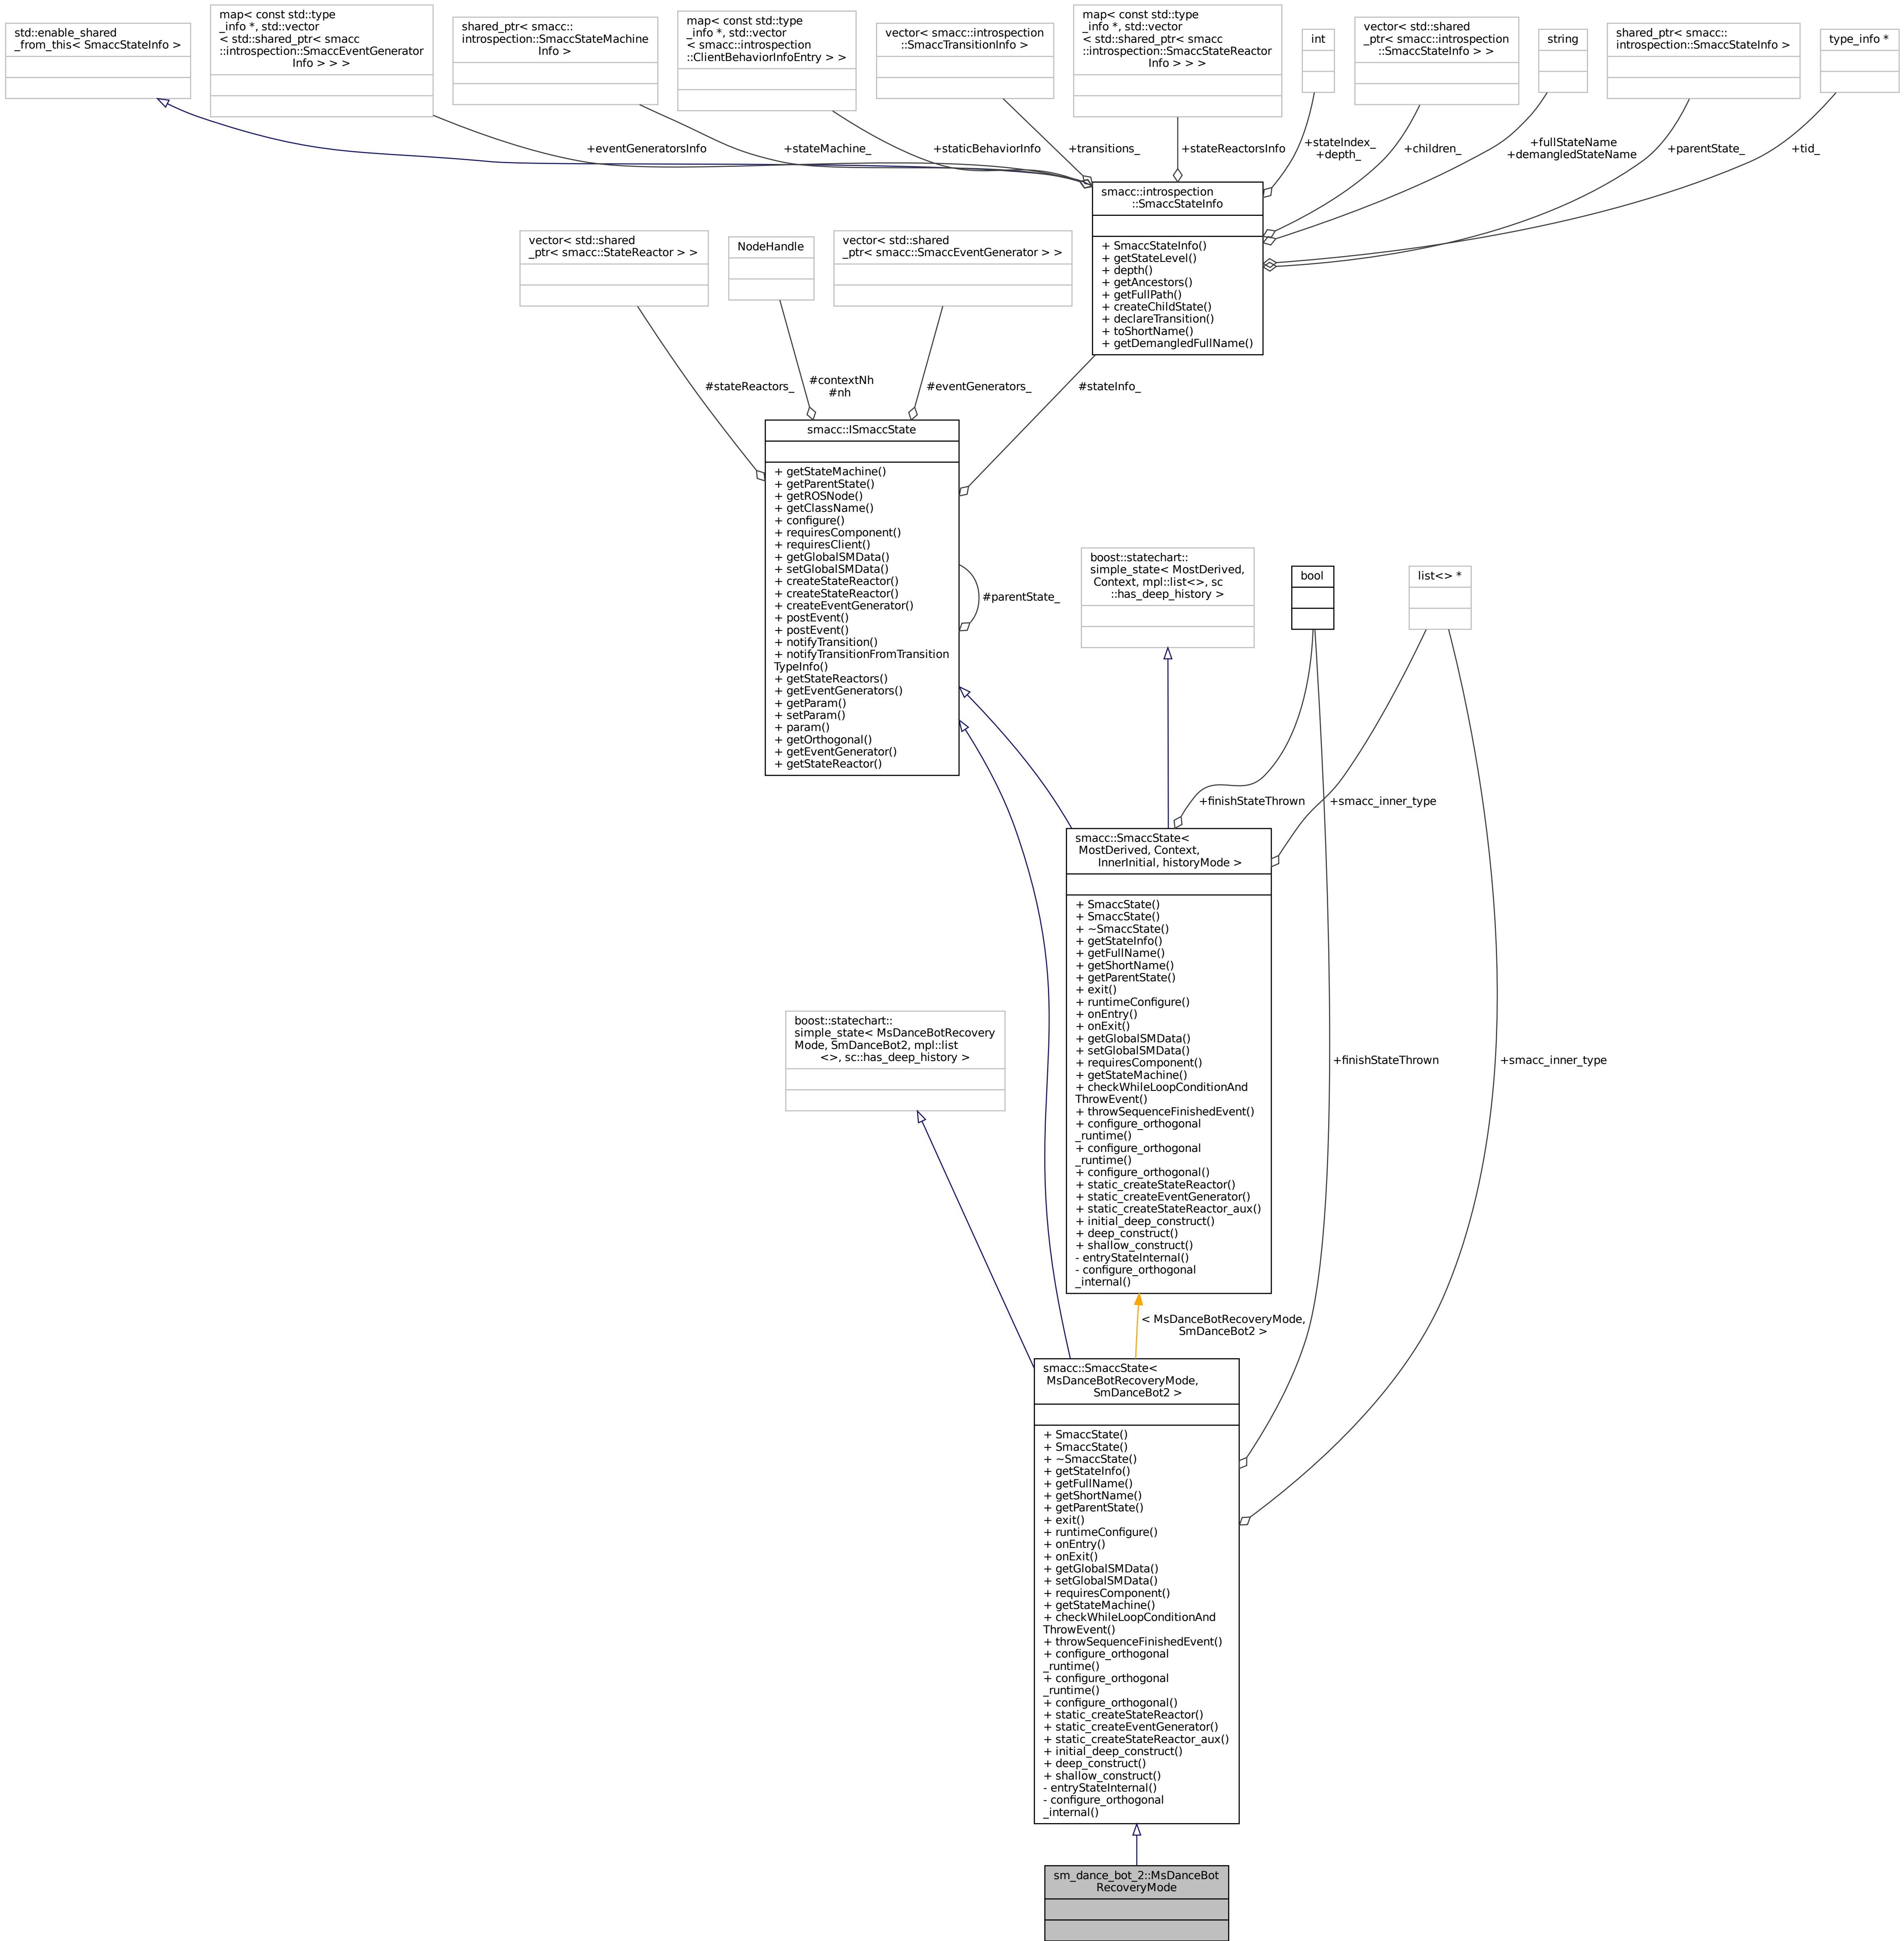 std::enable_shared
_from_this< SmaccStateInfo >
map< const std::type
_info *, std::vector
< std::shared_ptr< smacc
::introspection::SmaccEventGenerator
Info > > >
shared_ptr< smacc::
introspection::SmaccStateMachine
Info >
map< const std::type
_info *, std::vector
< smacc::introspection
::ClientBehaviorInfoEntry > >
vector< smacc::introspection
::SmaccTransitionInfo >
map< const std::type
_info *, std::vector
< std::shared_ptr< smacc
::introspection::SmaccStateReactor
Info > > >
int
vector< std::shared
_ptr< smacc::introspection
::SmaccStateInfo > >
string
shared_ptr< smacc::
introspection::SmaccStateInfo >
type_info *
+eventGeneratorsInfo
+stateMachine_
+staticBehaviorInfo
+transitions_
+stateReactorsInfo
+stateIndex_
+depth_
+children_
+fullStateName
+demangledStateName
+parentState_
+tid_
smacc::introspection
::SmaccStateInfo
+ SmaccStateInfo()
+ getStateLevel()
+ depth()
+ getAncestors()
+ getFullPath()
+ createChildState()
+ declareTransition()
+ toShortName()
+ getDemangledFullName()
vector< std::shared
_ptr< smacc::StateReactor > >
NodeHandle
vector< std::shared
_ptr< smacc::SmaccEventGenerator > >
#stateReactors_
#contextNh
#nh
#eventGenerators_
#stateInfo_
smacc::ISmaccState
+ getStateMachine()
+ getParentState()
+ getROSNode()
+ getClassName()
+ configure()
+ requiresComponent()
+ requiresClient()
+ getGlobalSMData()
+ setGlobalSMData()
+ createStateReactor()
+ createStateReactor()
+ createEventGenerator()
+ postEvent()
+ postEvent()
+ notifyTransition()
+ notifyTransitionFromTransition
TypeInfo()
+ getStateReactors()
+ getEventGenerators()
+ getParam()
+ setParam()
+ param()
+ getOrthogonal()
+ getEventGenerator()
+ getStateReactor()
#parentState_
boost::statechart::
simple_state< MostDerived,
Context, mpl::list<>, sc
::has_deep_history >
bool
list<> *
+finishStateThrown
+smacc_inner_type
smacc::SmaccState<
MostDerived, Context,
InnerInitial, historyMode >
+ SmaccState()
+ SmaccState()
+ ~SmaccState()
+ getStateInfo()
+ getFullName()
+ getShortName()
+ getParentState()
+ exit()
+ runtimeConfigure()
+ onEntry()
+ onExit()
+ getGlobalSMData()
+ setGlobalSMData()
+ requiresComponent()
+ getStateMachine()
+ checkWhileLoopConditionAnd
ThrowEvent()
+ throwSequenceFinishedEvent()
+ configure_orthogonal
_runtime()
+ configure_orthogonal
_runtime()
+ configure_orthogonal()
+ static_createStateReactor()
+ static_createEventGenerator()
+ static_createStateReactor_aux()
+ initial_deep_construct()
+ deep_construct()
+ shallow_construct()
- entryStateInternal()
- configure_orthogonal
_internal()
boost::statechart::
simple_state< MsDanceBotRecovery
Mode, SmDanceBot2, mpl::list
<>, sc::has_deep_history >
+finishStateThrown
+smacc_inner_type
< MsDanceBotRecoveryMode,
SmDanceBot2 >
smacc::SmaccState<
MsDanceBotRecoveryMode,
SmDanceBot2 >
+ SmaccState()
+ SmaccState()
+ ~SmaccState()
+ getStateInfo()
+ getFullName()
+ getShortName()
+ getParentState()
+ exit()
+ runtimeConfigure()
+ onEntry()
+ onExit()
+ getGlobalSMData()
+ setGlobalSMData()
+ requiresComponent()
+ getStateMachine()
+ checkWhileLoopConditionAnd
ThrowEvent()
+ throwSequenceFinishedEvent()
+ configure_orthogonal
_runtime()
+ configure_orthogonal
_runtime()
+ configure_orthogonal()
+ static_createStateReactor()
+ static_createEventGenerator()
+ static_createStateReactor_aux()
+ initial_deep_construct()
+ deep_construct()
+ shallow_construct()
- entryStateInternal()
- configure_orthogonal
_internal()
sm_dance_bot_2::MsDanceBot
RecoveryMode